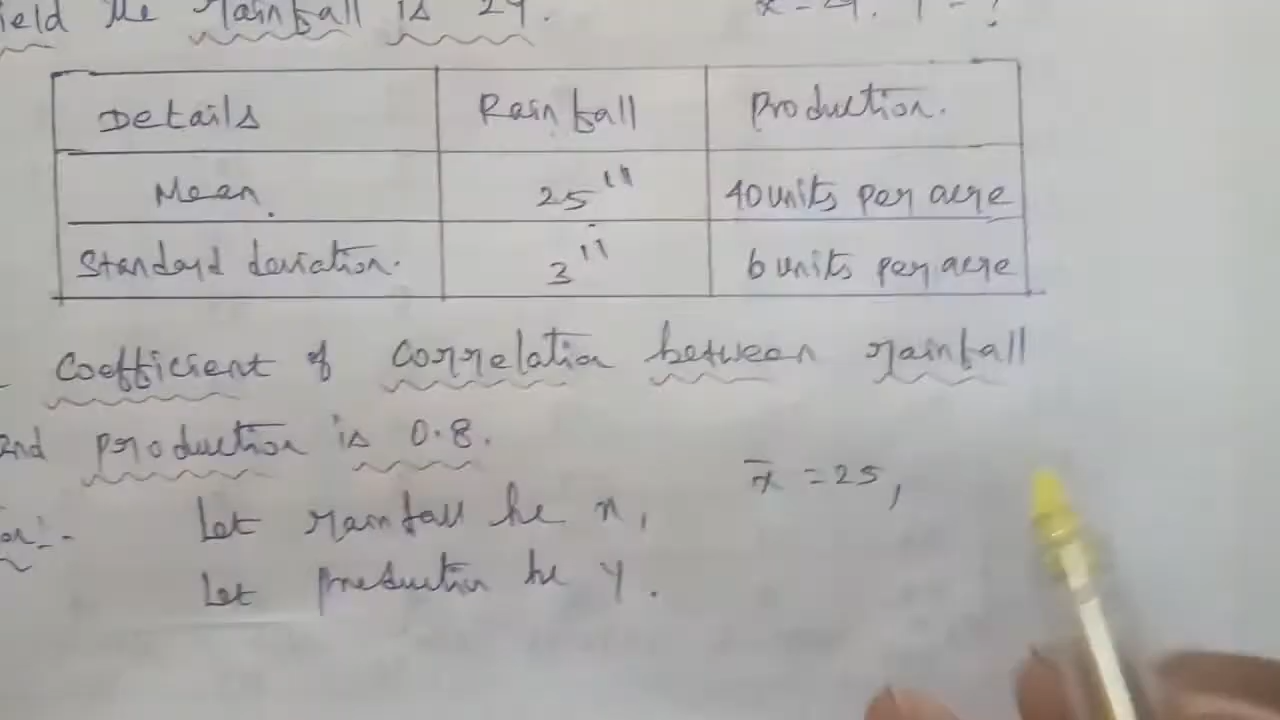 ield the rainfall is 24.
Details Rainfall Production.
Mean. 25" 40 units per acre
Standard deviation. 3" 6 units per acre
Coefficient of correlation between rainfall
and production is 0.8.
x̄ = 25,
Let rainfall be x,
Let production be y.